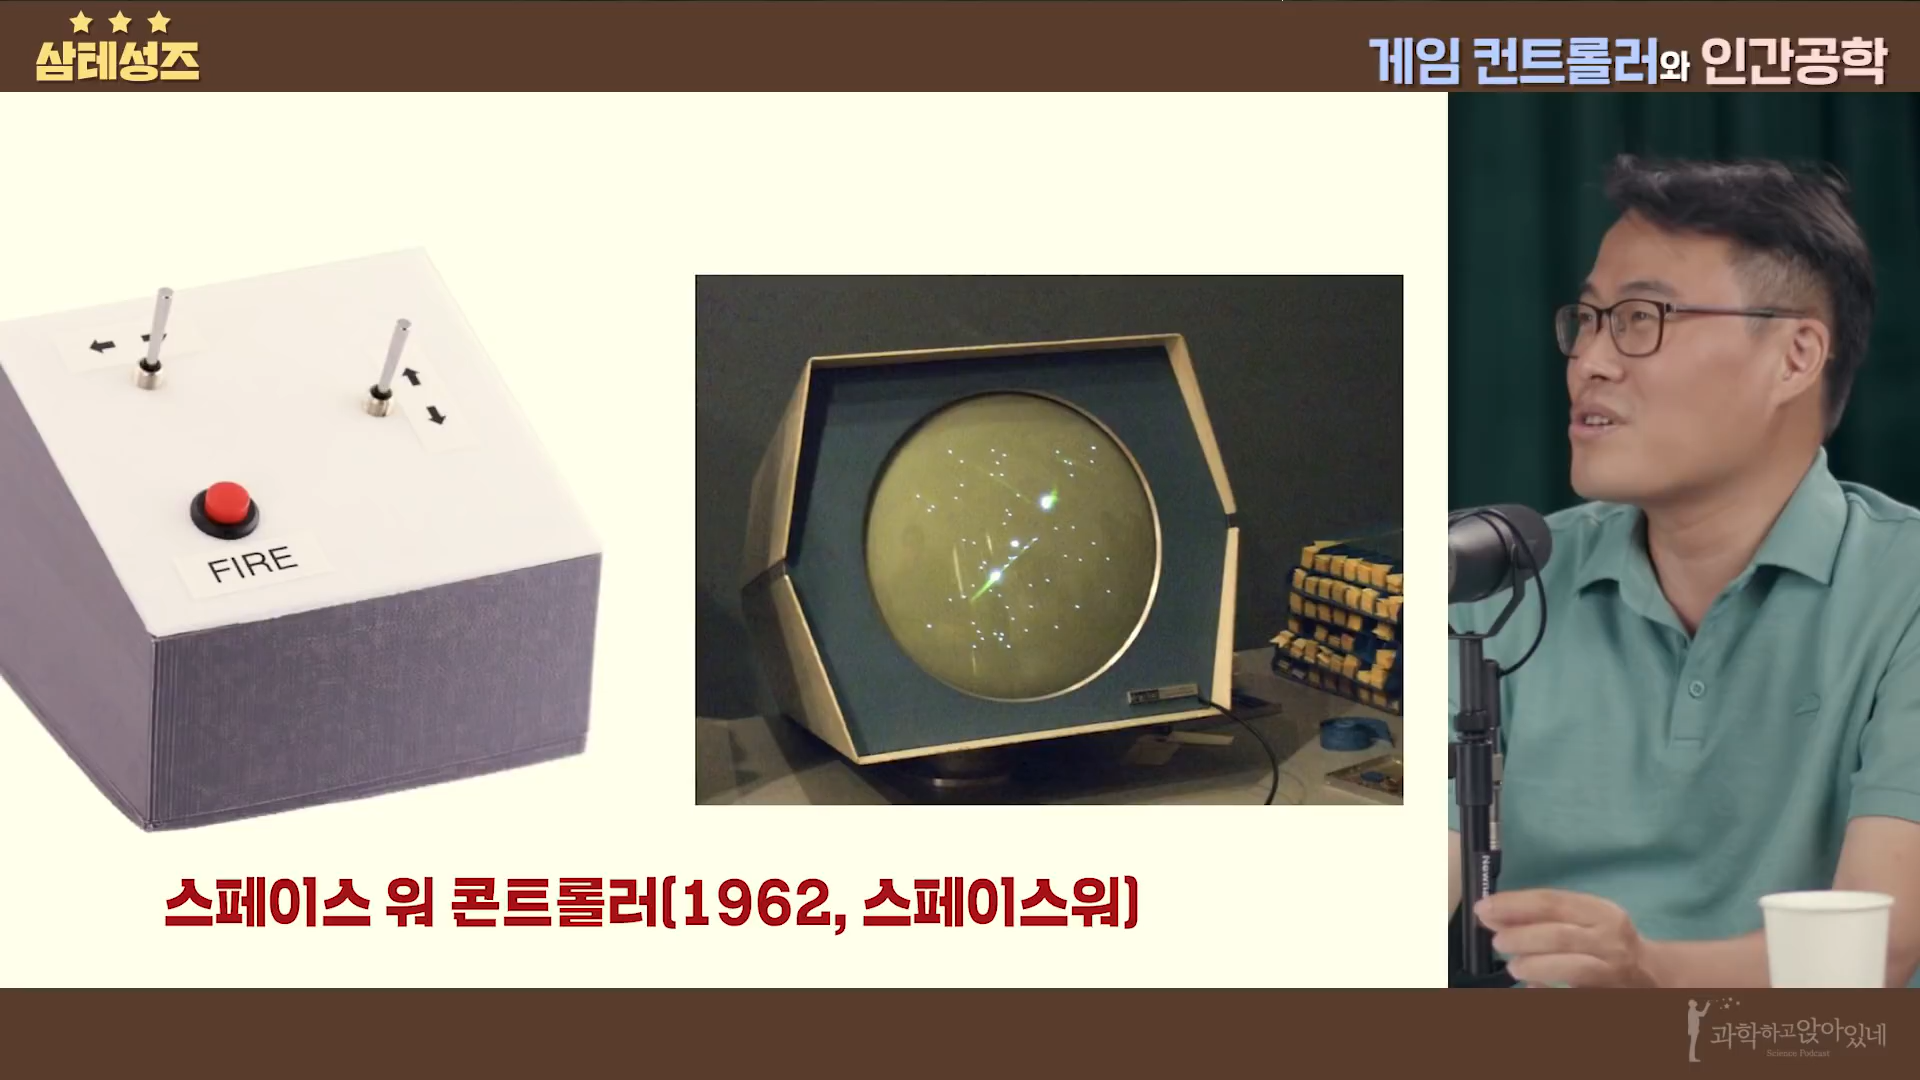 삼테성즈
게임 컨트롤러와 인간공학
FIRE
스페이스 워 콘트롤러(1962, 스페이스워)
과학하고앉아있네
Science Podcast